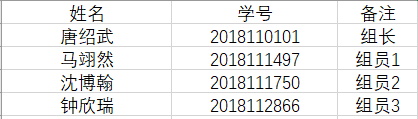 姓名 学号 备注
唐绍武 2018110101 组长
马翊然 2018111497 组员1
沈博翰 2018111750 组员2
钟欣瑞 2018112866 组员3